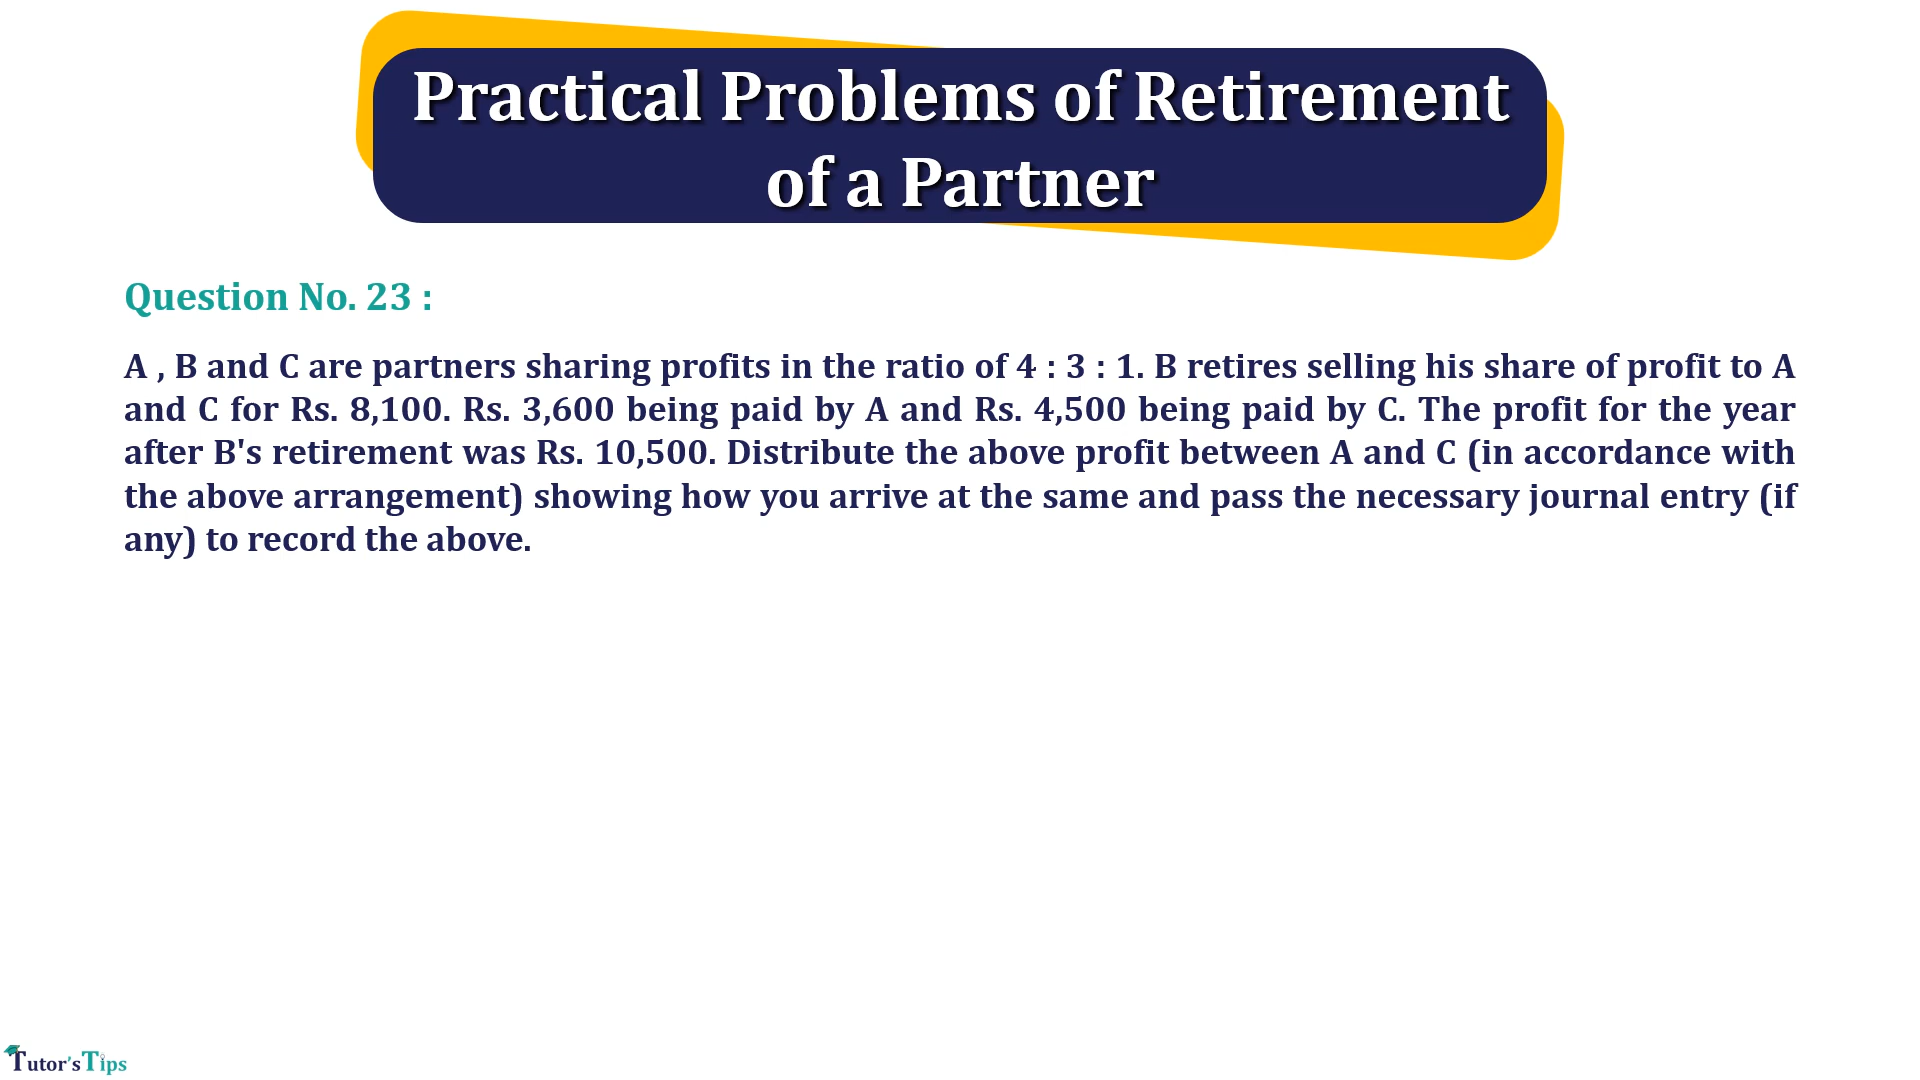 Practical Problems of Retirement
of a Partner
Question No. 23 :
A , B and C are partners sharing profits in the ratio of 4 : 3 : 1. B retires selling his share of profit to A
and C for Rs. 8,100. Rs. 3,600 being paid by A and Rs. 4,500 being paid by C. The profit for the year
after B's retirement was Rs. 10,500. Distribute the above profit between A and C (in accordance with
the above arrangement) showing how you arrive at the same and pass the necessary journal entry (if
any) to record the above.
Tutor'sTips